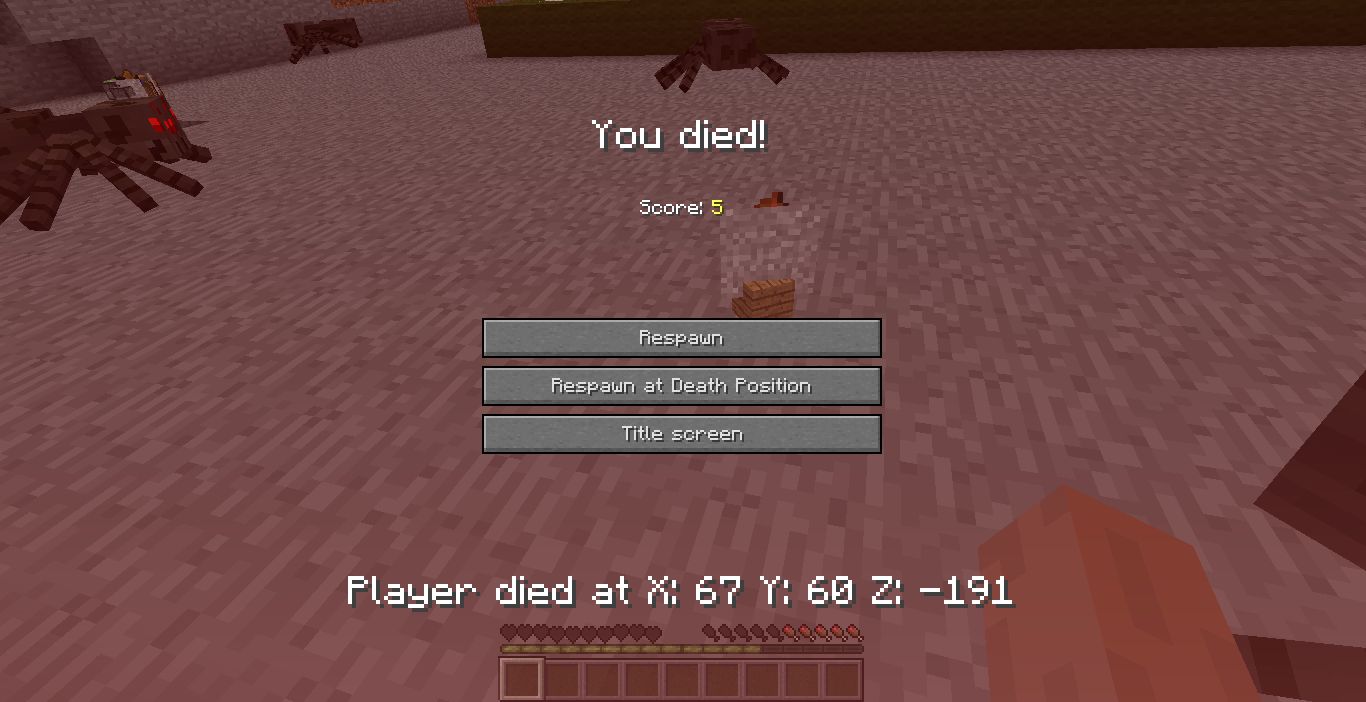 You died!
Score: 5
Respawn
Respawn at Death Position
Title screen
Player died at X: 67 Y: 60 Z: -191